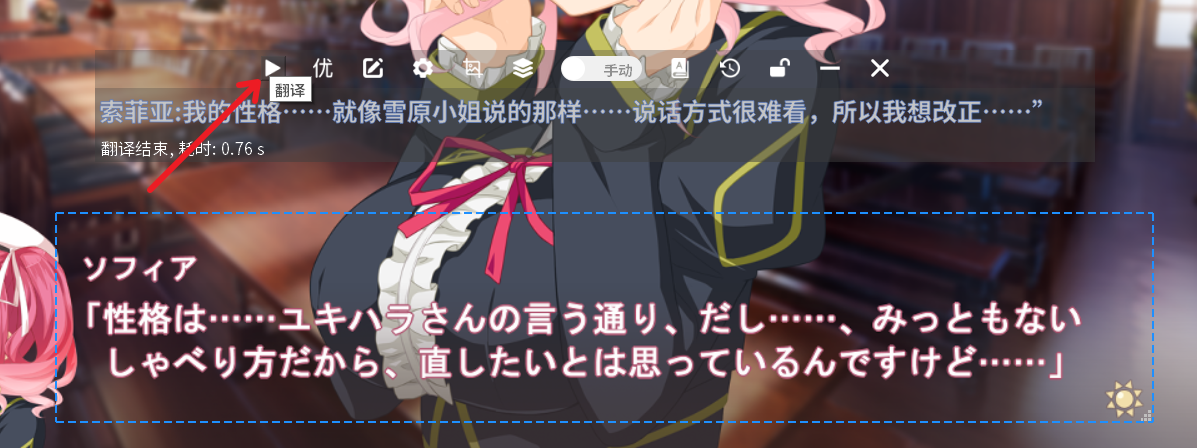 优
手动
翻译
索菲亚:我的性格……就像雪原小姐说的那样……说话方式很难看，所以我想改正……”
翻译结束, 耗时: 0.76 s
ソフィア
「性格は……ユキハラさんの言う通り、だし……、みっともない
しゃべり方だから、直したいとは思っているんですけど……」